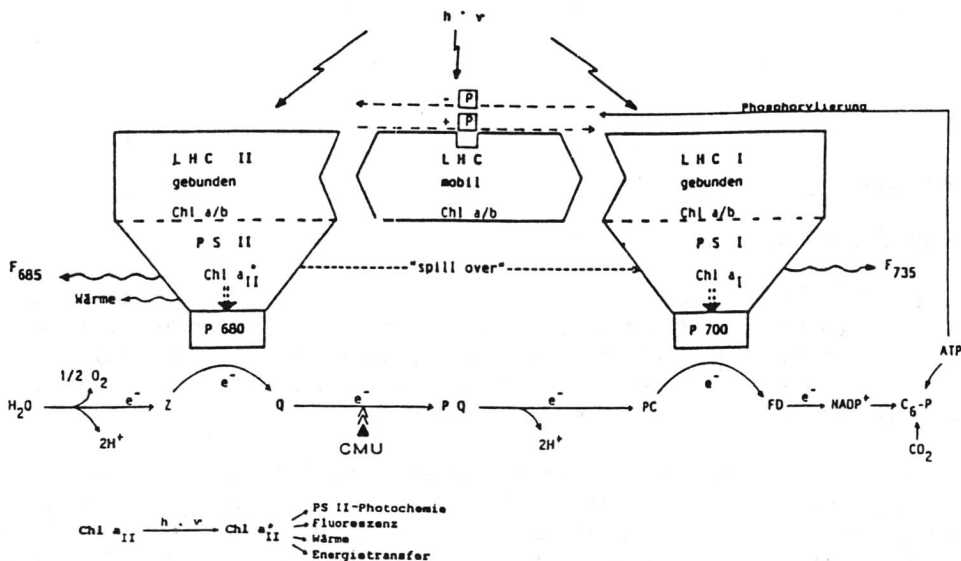 h · ν
- P
+ P
Phosphorylierung
LHC II
gebunden
Chl a/b
LHC
mobil
Chl a/b
LHC I
gebunden
Chl a/b
PS II
Chl a*II
PS I
Chl aI
F685
Wärme
"spill over"
F735
P 680
P 700
ATP
1/2 O2
e-
e-
H2O
e-
Z
Q
e-
P Q
e-
PC
FD
e-
NADP+
C6-P
2H+
CMU
2H+
CO2
Chl aII
h · ν
Chl a*II
PS II-Photochemie
Fluoreszenz
Wärme
Energietransfer